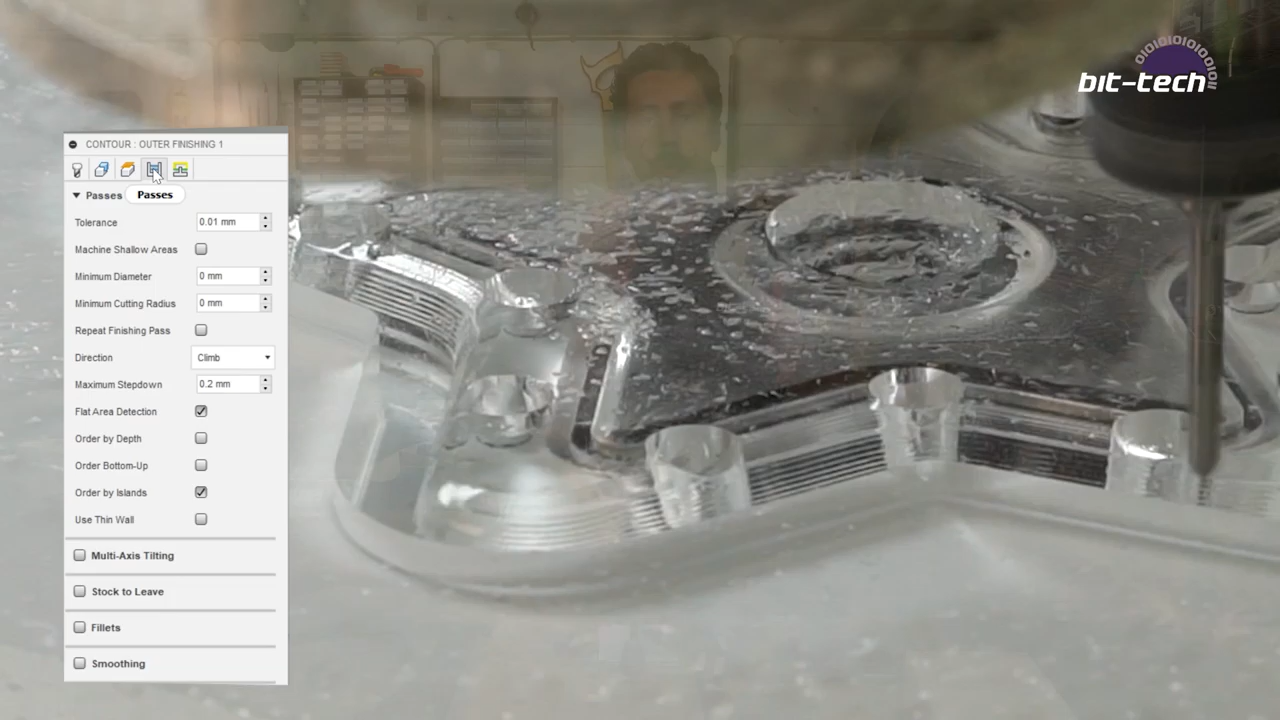 bit-tech
CONTOUR : OUTER FINISHING 1
Passes
Passes
Tolerance 0.01 mm
Machine Shallow Areas
Minimum Diameter 0 mm
Minimum Cutting Radius 0 mm
Repeat Finishing Pass
Direction Climb
Maximum Stepdown 0.2 mm
Flat Area Detection
Order by Depth
Order Bottom-Up
Order by Islands
Use Thin Wall
Multi-Axis Tilting
Stock to Leave
Fillets
Smoothing